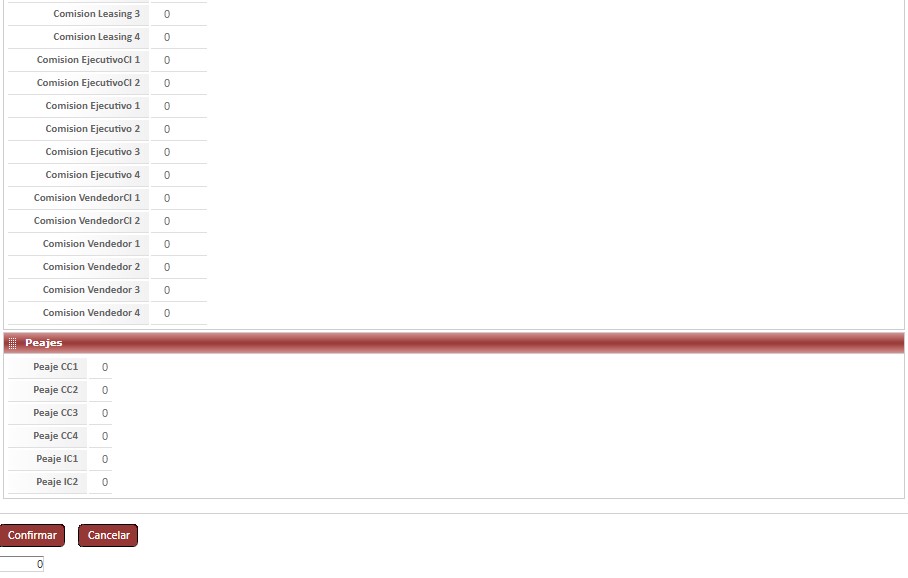 Comision Leasing 3 0
Comision Leasing 4 0
Comision EjecutivoCI 1 0
Comision EjecutivoCI 2 0
Comision Ejecutivo 1 0
Comision Ejecutivo 2 0
Comision Ejecutivo 3 0
Comision Ejecutivo 4 0
Comision VendedorCI 1 0
Comision VendedorCI 2 0
Comision Vendedor 1 0
Comision Vendedor 2 0
Comision Vendedor 3 0
Comision Vendedor 4 0
Peajes
Peaje CC1 0
Peaje CC2 0
Peaje CC3 0
Peaje CC4 0
Peaje IC1 0
Peaje IC2 0
Confirmar Cancelar
0